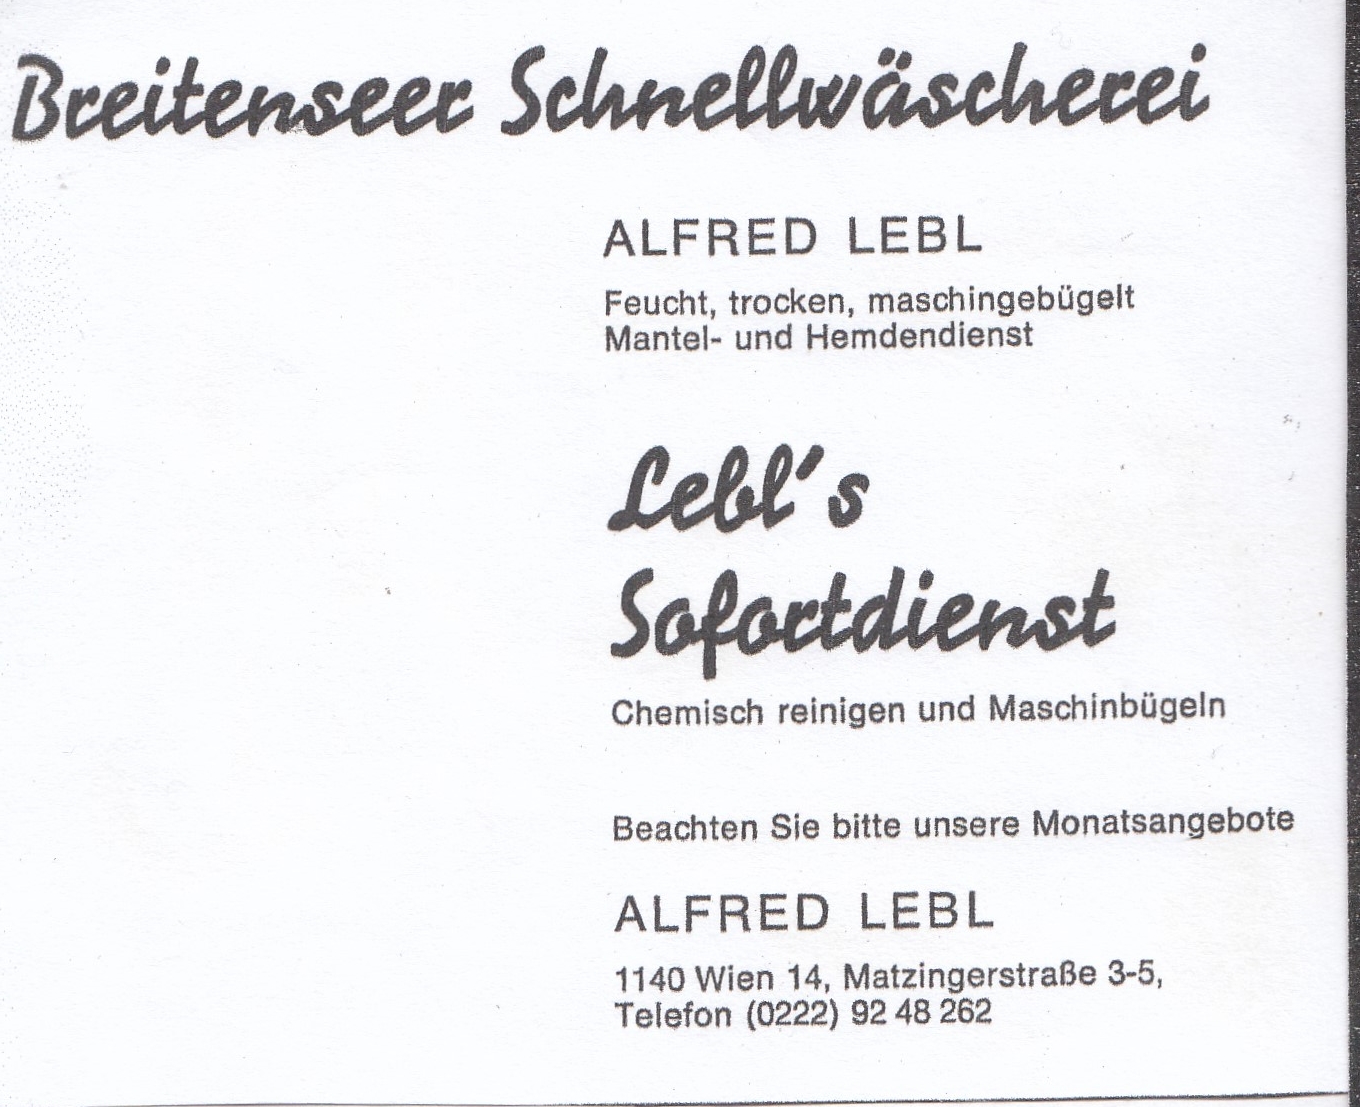 Breitenseer Schnellwäscherei
ALFRED LEBL
Feucht, trocken, maschingebügelt
Mantel- und Hemdendienst
Lebl's
Sofortdienst
Chemisch reinigen und Maschinbügeln
Beachten Sie bitte unsere Monatsangebote
ALFRED LEBL
1140 Wien 14, Matzingerstraße 3-5,
Telefon (0222) 92 48 262